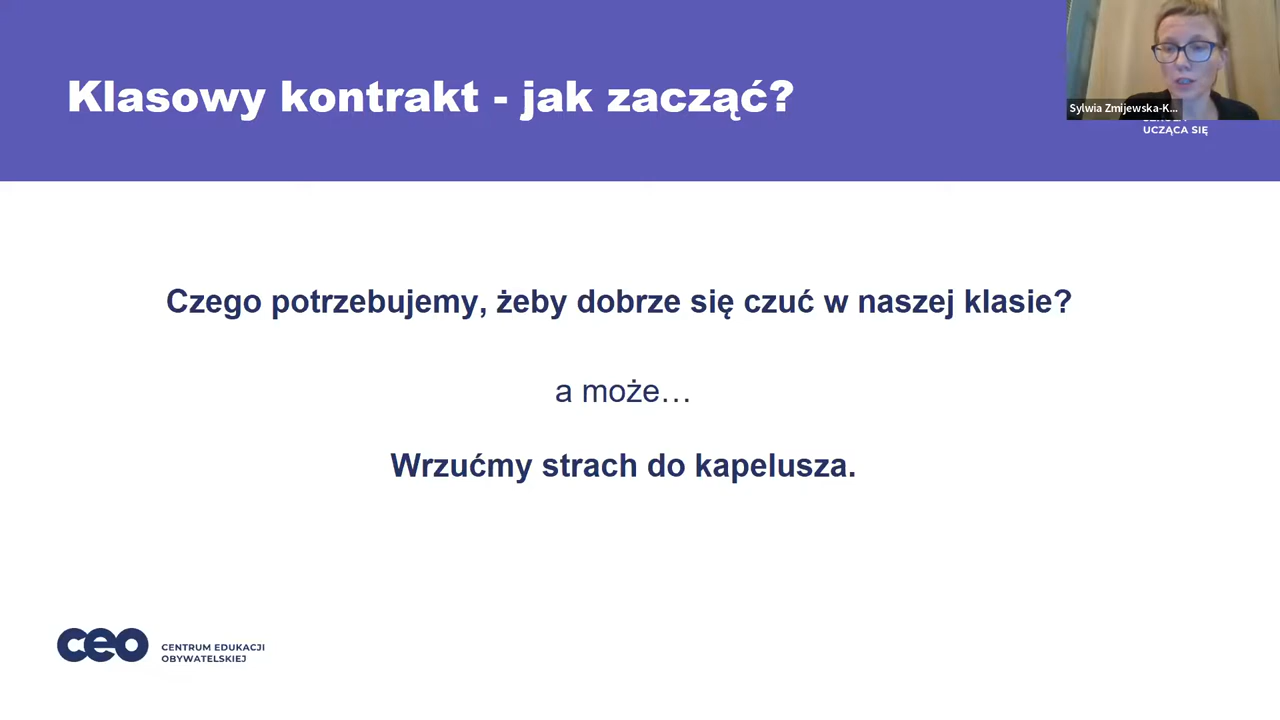 Klasowy kontrakt - jak zacząć?
Sylwia Zmijewska-K...
UCZĄCA SIĘ
Czego potrzebujemy, żeby dobrze się czuć w naszej klasie?
a może…
Wrzućmy strach do kapelusza.
ceo
CENTRUM EDUKACJI
OBYWATELSKIEJ